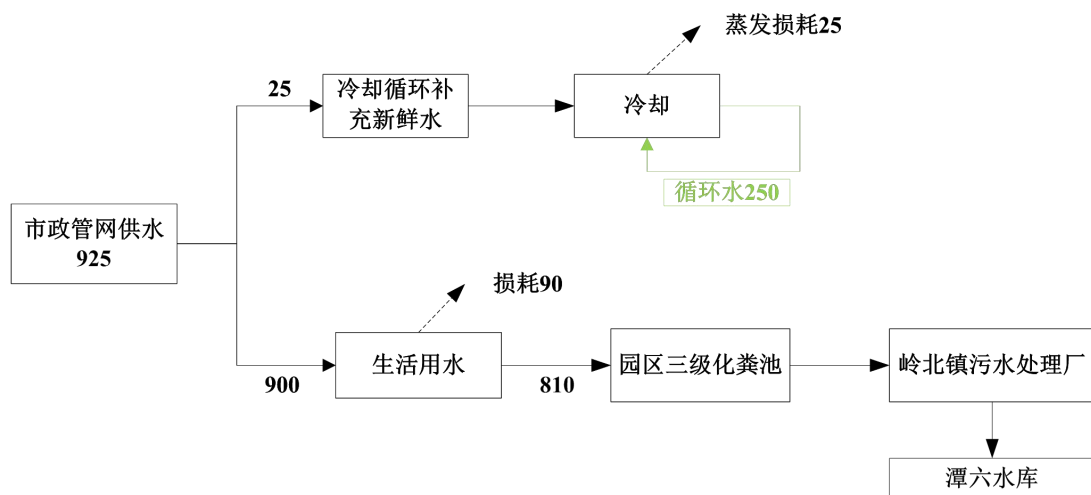 蒸发损耗25
25
冷却循环补
充新鲜水
冷却
循环水250
市政管网供水
925
损耗90
生活用水
园区三级化粪池
岭北镇污水处理厂
900
810
潭六水库